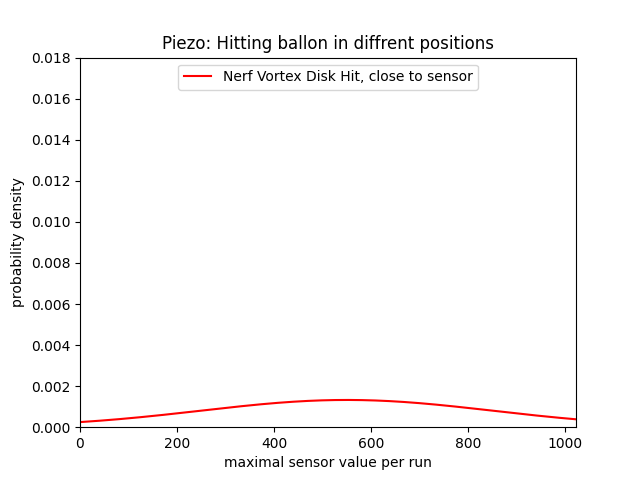 Piezo: Hitting ballon in diffrent positions
Nerf Vortex Disk Hit, close to sensor
probability density
0.018
0.016
0.014
0.012
0.010
0.008
0.006
0.004
0.002
0.000
0 200 400 600 800 1000
maximal sensor value per run